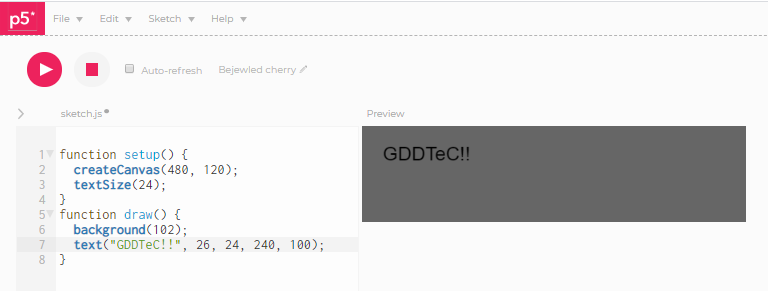 p5* File Edit Sketch Help
Auto-refresh Bejewled cherry
sketch.js Preview
1 function setup() {
2 createCanvas(480, 120);
3 textSize(24);
4 }
5 function draw() {
6 background(102);
7 text("GDDTeC!!", 26, 24, 240, 100);
8 }
GDDTeC!!